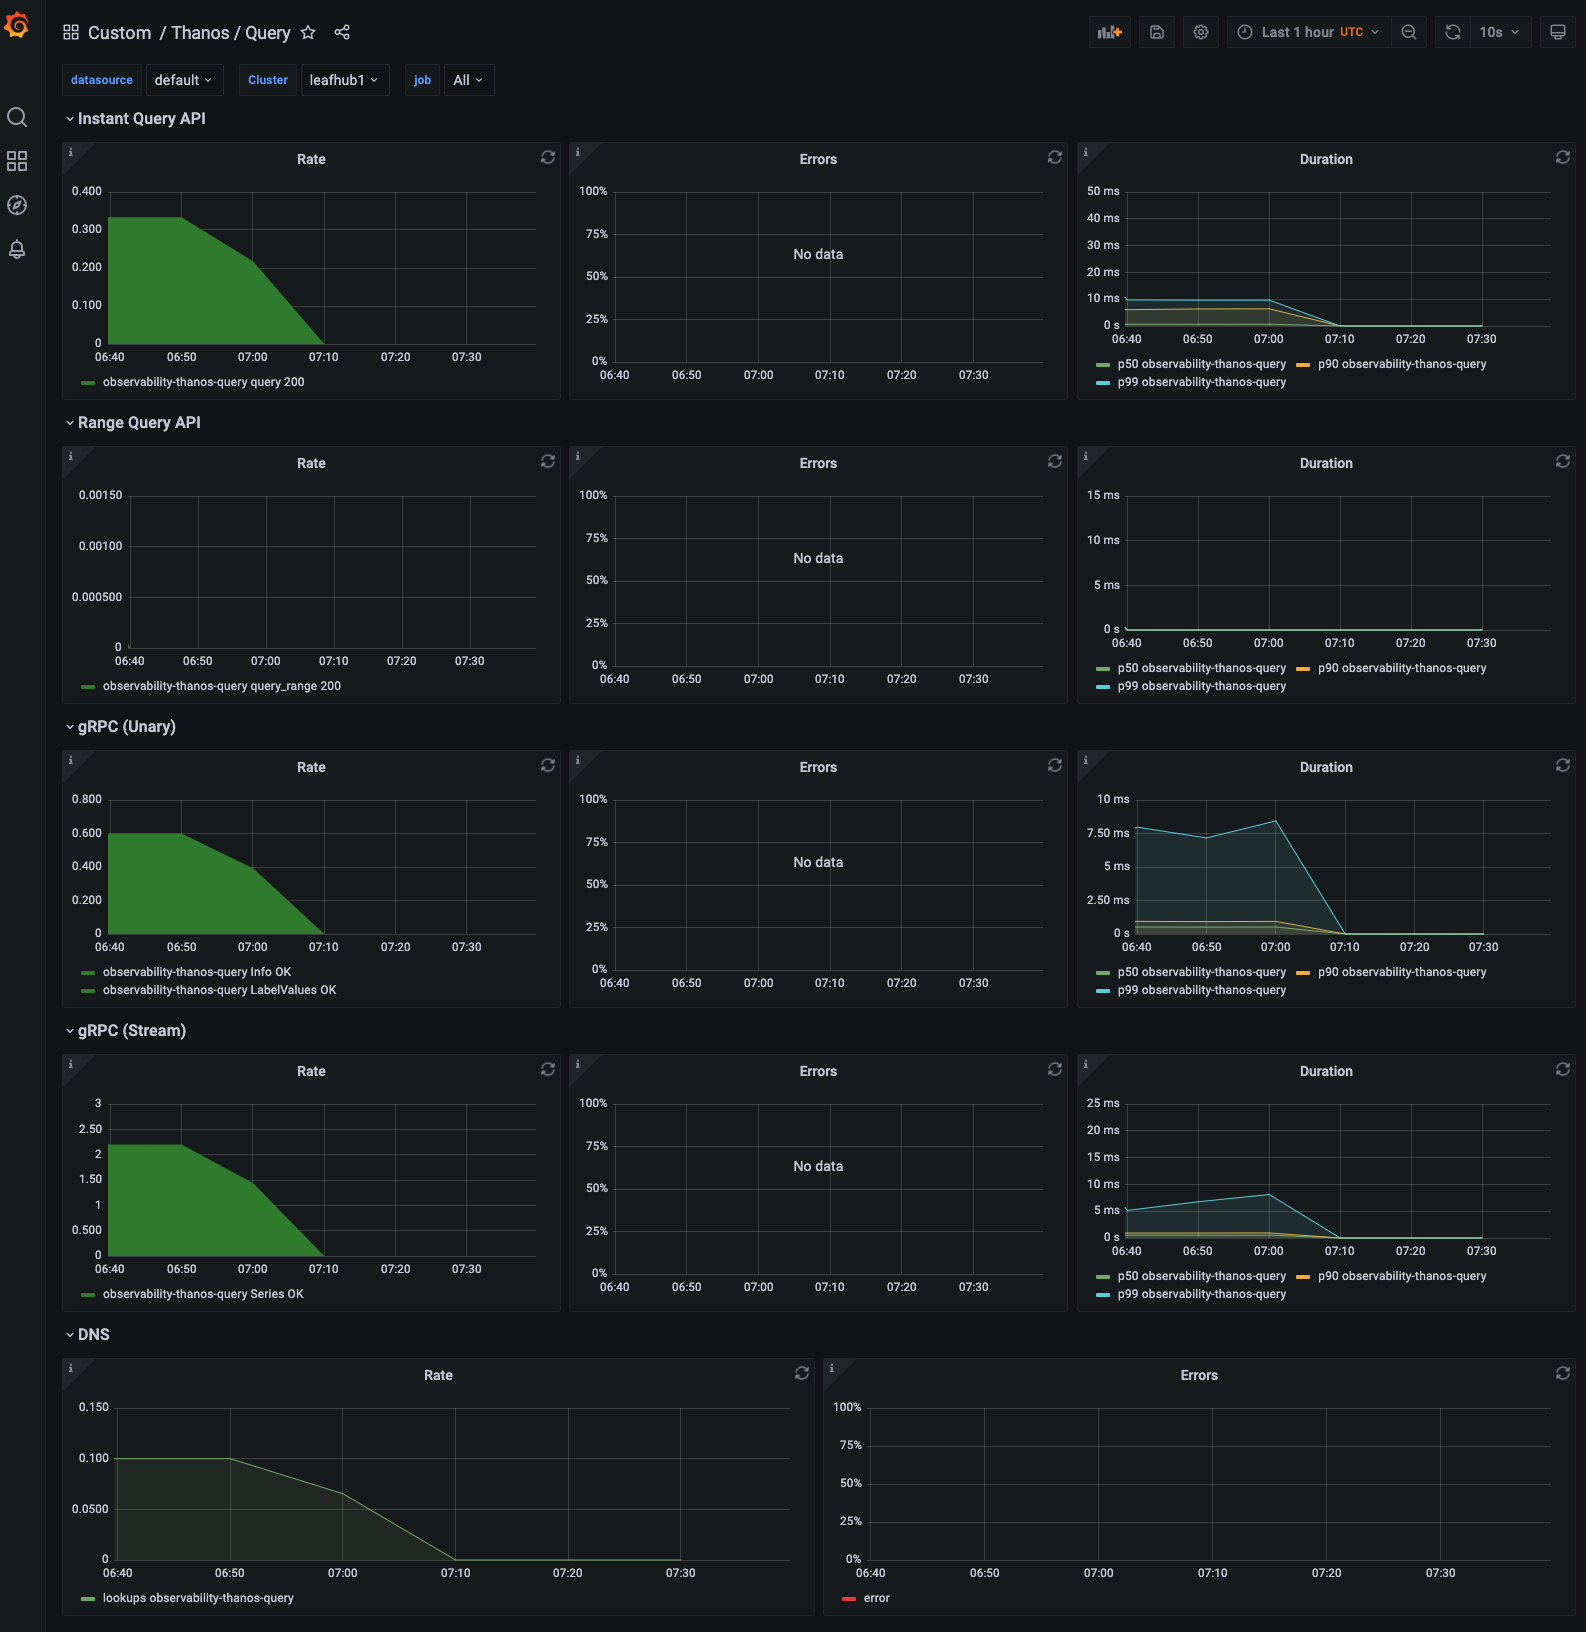 Custom / Thanos / Query
Last 1 hour UTC
10s
datasource default Cluster leafhub1 job All
Instant Query API
Rate
0.400
0.300
0.200
0.100
0
06:40 06:50 07:00 07:10 07:20 07:30
observability-thanos-query query 200
Errors
100%
75%
50%
25%
0%
No data
06:40 06:50 07:00 07:10 07:20 07:30
Duration
50 ms
40 ms
30 ms
20 ms
10 ms
0 s
06:40 06:50 07:00 07:10 07:20 07:30
p50 observability-thanos-query p90 observability-thanos-query
p99 observability-thanos-query
Range Query API
Rate
0.00150
0.00100
0.000500
0
06:40 06:50 07:00 07:10 07:20 07:30
observability-thanos-query query_range 200
Errors
100%
75%
50%
25%
0%
No data
06:40 06:50 07:00 07:10 07:20 07:30
Duration
15 ms
10 ms
5 ms
0 s
06:40 06:50 07:00 07:10 07:20 07:30
p50 observability-thanos-query p90 observability-thanos-query
p99 observability-thanos-query
gRPC (Unary)
Rate
0.800
0.600
0.400
0.200
0
06:40 06:50 07:00 07:10 07:20 07:30
observability-thanos-query Info OK
observability-thanos-query LabelValues OK
Errors
100%
75%
50%
25%
0%
No data
06:40 06:50 07:00 07:10 07:20 07:30
Duration
10 ms
7.50 ms
5 ms
2.50 ms
0 s
06:40 06:50 07:00 07:10 07:20 07:30
p50 observability-thanos-query p90 observability-thanos-query
p99 observability-thanos-query
gRPC (Stream)
Rate
3
2.50
2
1.50
1
0.500
0
06:40 06:50 07:00 07:10 07:20 07:30
observability-thanos-query Series OK
Errors
100%
75%
50%
25%
0%
No data
06:40 06:50 07:00 07:10 07:20 07:30
Duration
25 ms
20 ms
15 ms
10 ms
5 ms
0 s
06:40 06:50 07:00 07:10 07:20 07:30
p50 observability-thanos-query p90 observability-thanos-query
p99 observability-thanos-query
DNS
Rate
0.150
0.100
0.0500
0
06:40 06:50 07:00 07:10 07:20 07:30
lookups observability-thanos-query
Errors
100%
75%
50%
25%
0%
06:40 06:50 07:00 07:10 07:20 07:30
error